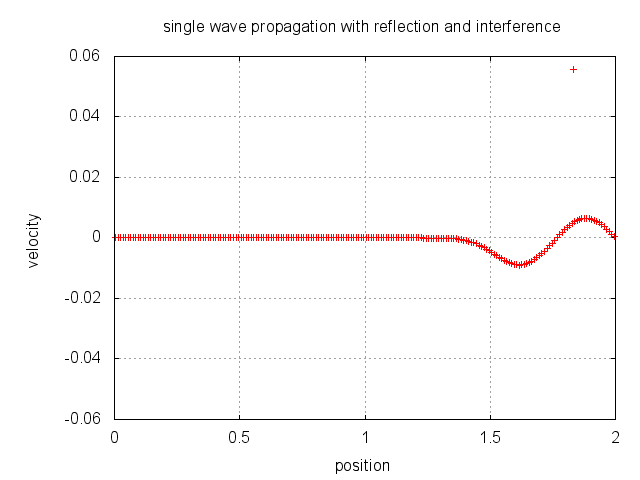 single wave propagation with reflection and interference
0.06
0.04
0.02
0
-0.02
-0.04
-0.06
velocity
0 0.5 1 1.5 2
position